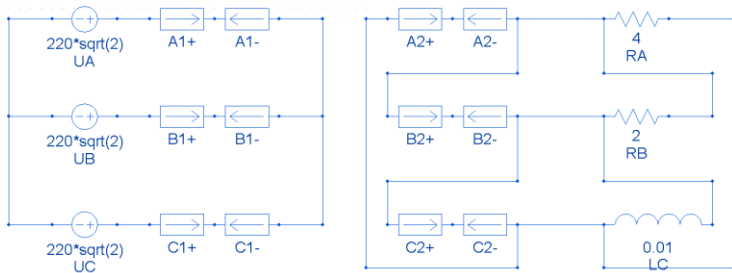 220*sqrt(2)
UA
A1+ A1-
A2+ A2-
4
RA
220*sqrt(2)
UB
B1+ B1-
B2+ B2-
2
RB
220*sqrt(2)
UC
C1+ C1-
C2+ C2-
0.01
LC